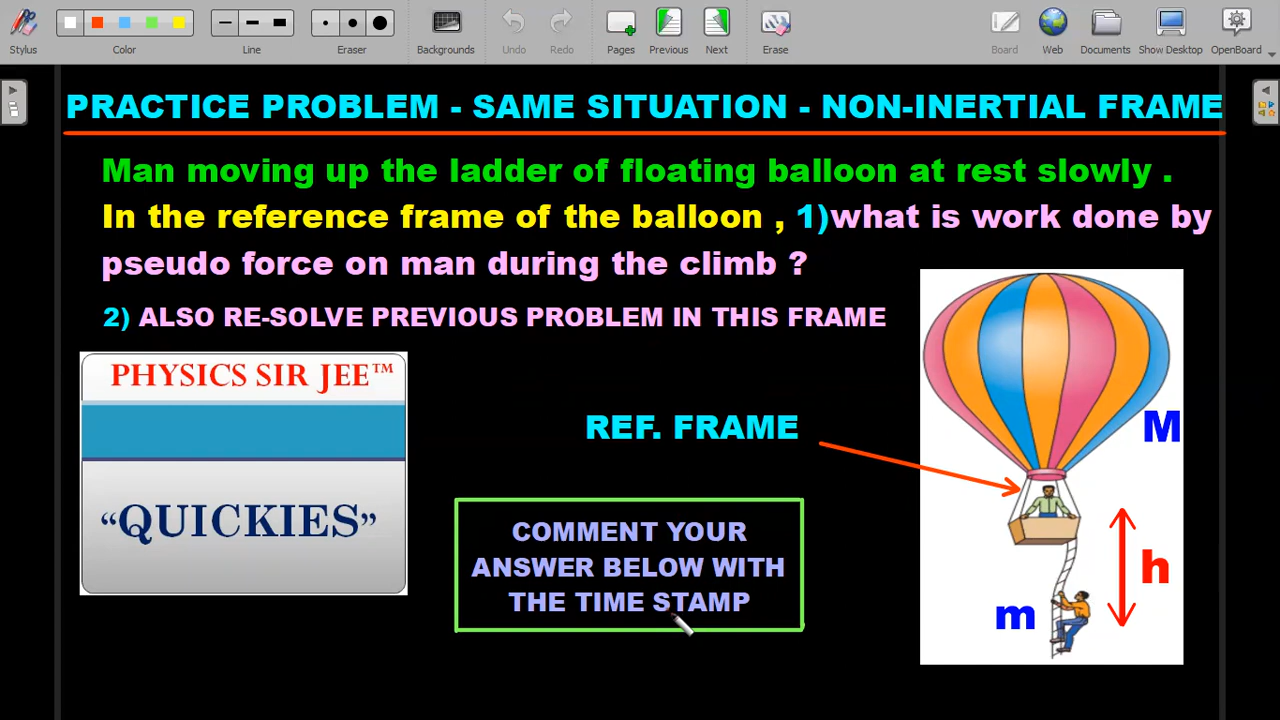 Stylus
Color
Line
Eraser
Backgrounds
Undo
Redo
Pages
Previous
Next
Erase
Board
Web
Documents
Show Desktop
OpenBoard
PRACTICE PROBLEM - SAME SITUATION - NON-INERTIAL FRAME
Man moving up the ladder of floating balloon at rest slowly .
In the reference frame of the balloon , 1)what is work done by
pseudo force on man during the climb ?
2) ALSO RE-SOLVE PREVIOUS PROBLEM IN THIS FRAME
PHYSICS SIR JEE™
“QUICKIES”
REF. FRAME
COMMENT YOUR
ANSWER BELOW WITH
THE TIME STAMP
M
h
m